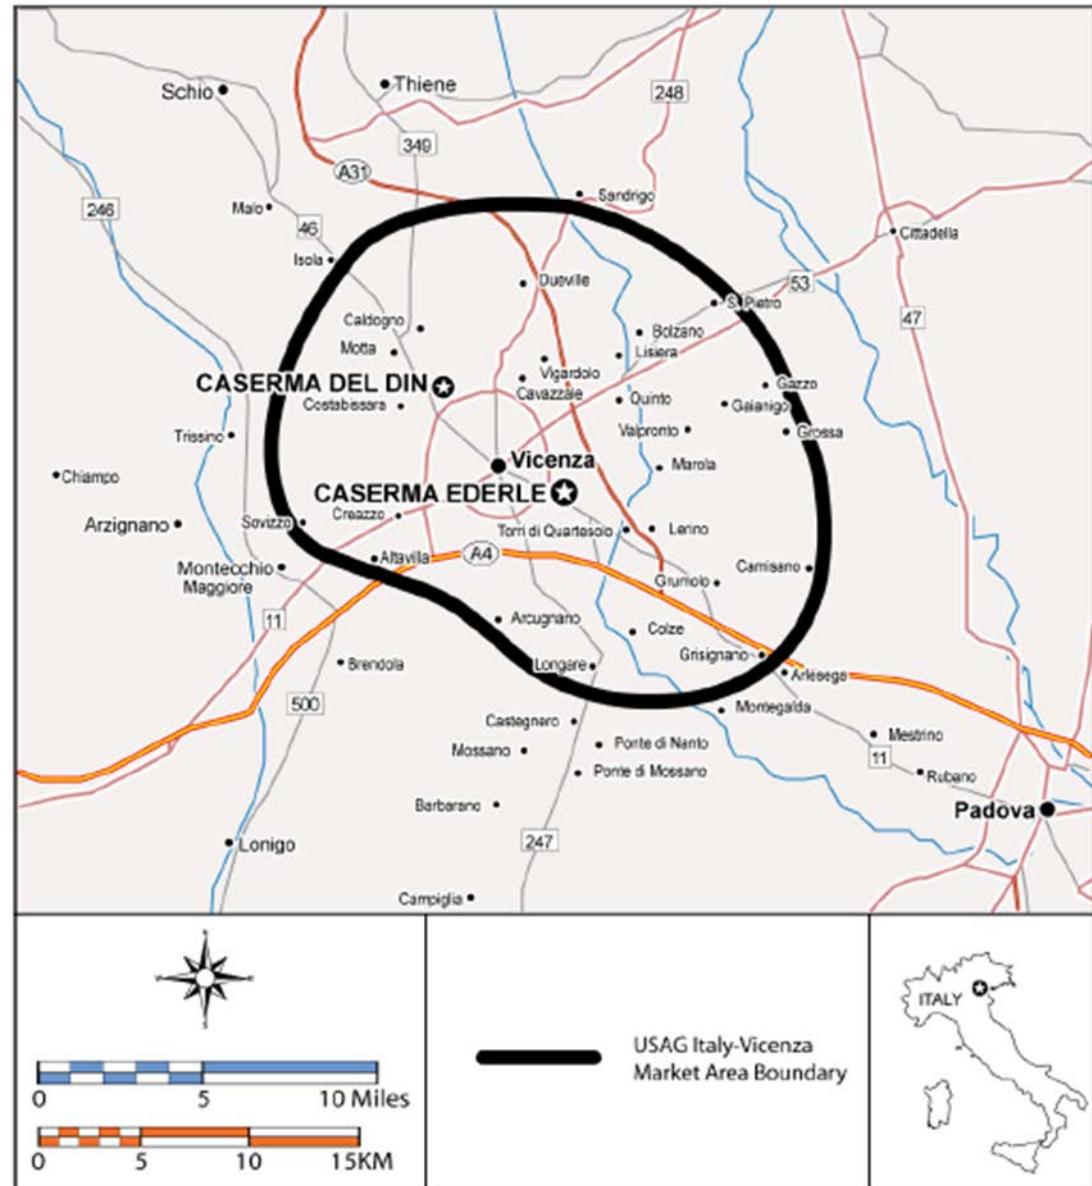 Schio
Thiene
248
349
A31
246
Malo
46
Sandrigo
Cittadella
Isola
Dueville
53
S. Pietro
47
Caldogno
Bolzano
Motta
Lisiera
Vigardolo
CASERMA DEL DIN
Cavazzale
Gazzo
Costabissara
Quinto
Gaianigo
Trissino
Valpronto
Grossa
Vicenza
Marola
Chiampo
CASERMA EDERLE
Arzignano
Sovizzo
Creazzo
Torri di Quartesolo
Lerino
Altavilla
A4
Montecchio
Maggiore
Camisano
Grumolo
11
Arcugnano
Colze
Brendola
Longare
Grisignano
Arlesega
500
Montegalda
Castegnero
Mestrino
Mossano
Ponte di Nanto
11
Ponte di Mossano
Rubano
Barbarano
Padova
247
Lonigo
Campiglia
N
0
5
10 Miles
0
5
10
15KM
USAG Italy-Vicenza
Market Area Boundary
ITALY